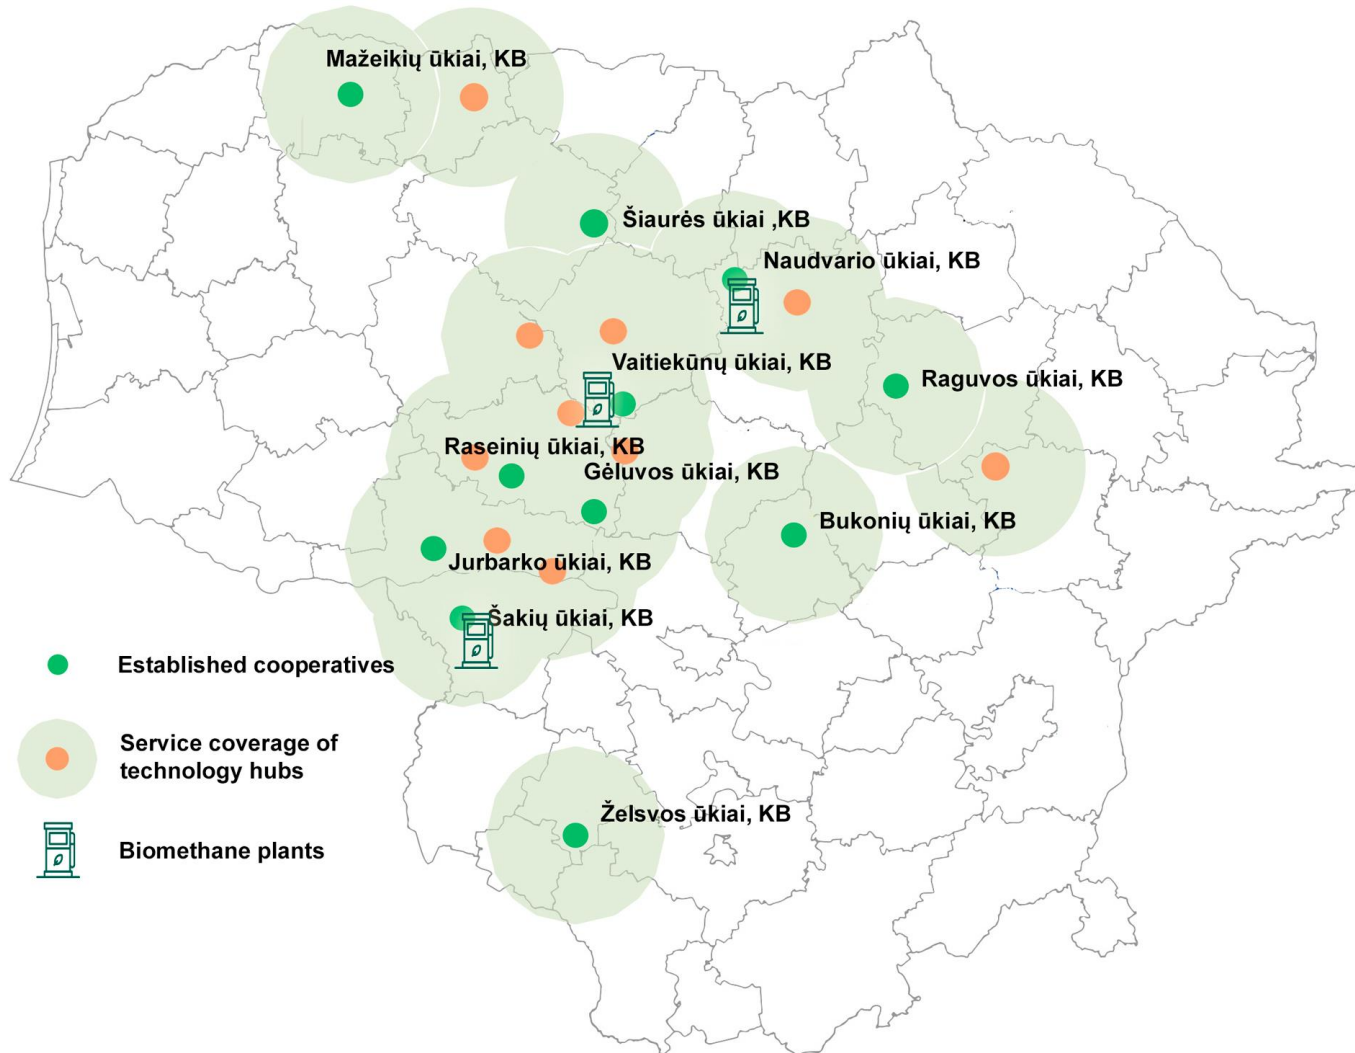 Mažeikių ūkiai, KB
Šiaurės ūkiai ,KB
Naudvario ūkiai, KB
Vaitiekūnų ūkiai, KB
Raguvos ūkiai, KB
Raseinių ūkiai, KB
Gėluvos ūkiai, KB
Bukonių ūkiai, KB
Jurbarko ūkiai, KB
Šakių ūkiai, KB
Želsvos ūkiai, KB
Established cooperatives
Service coverage of
technology hubs
Biomethane plants